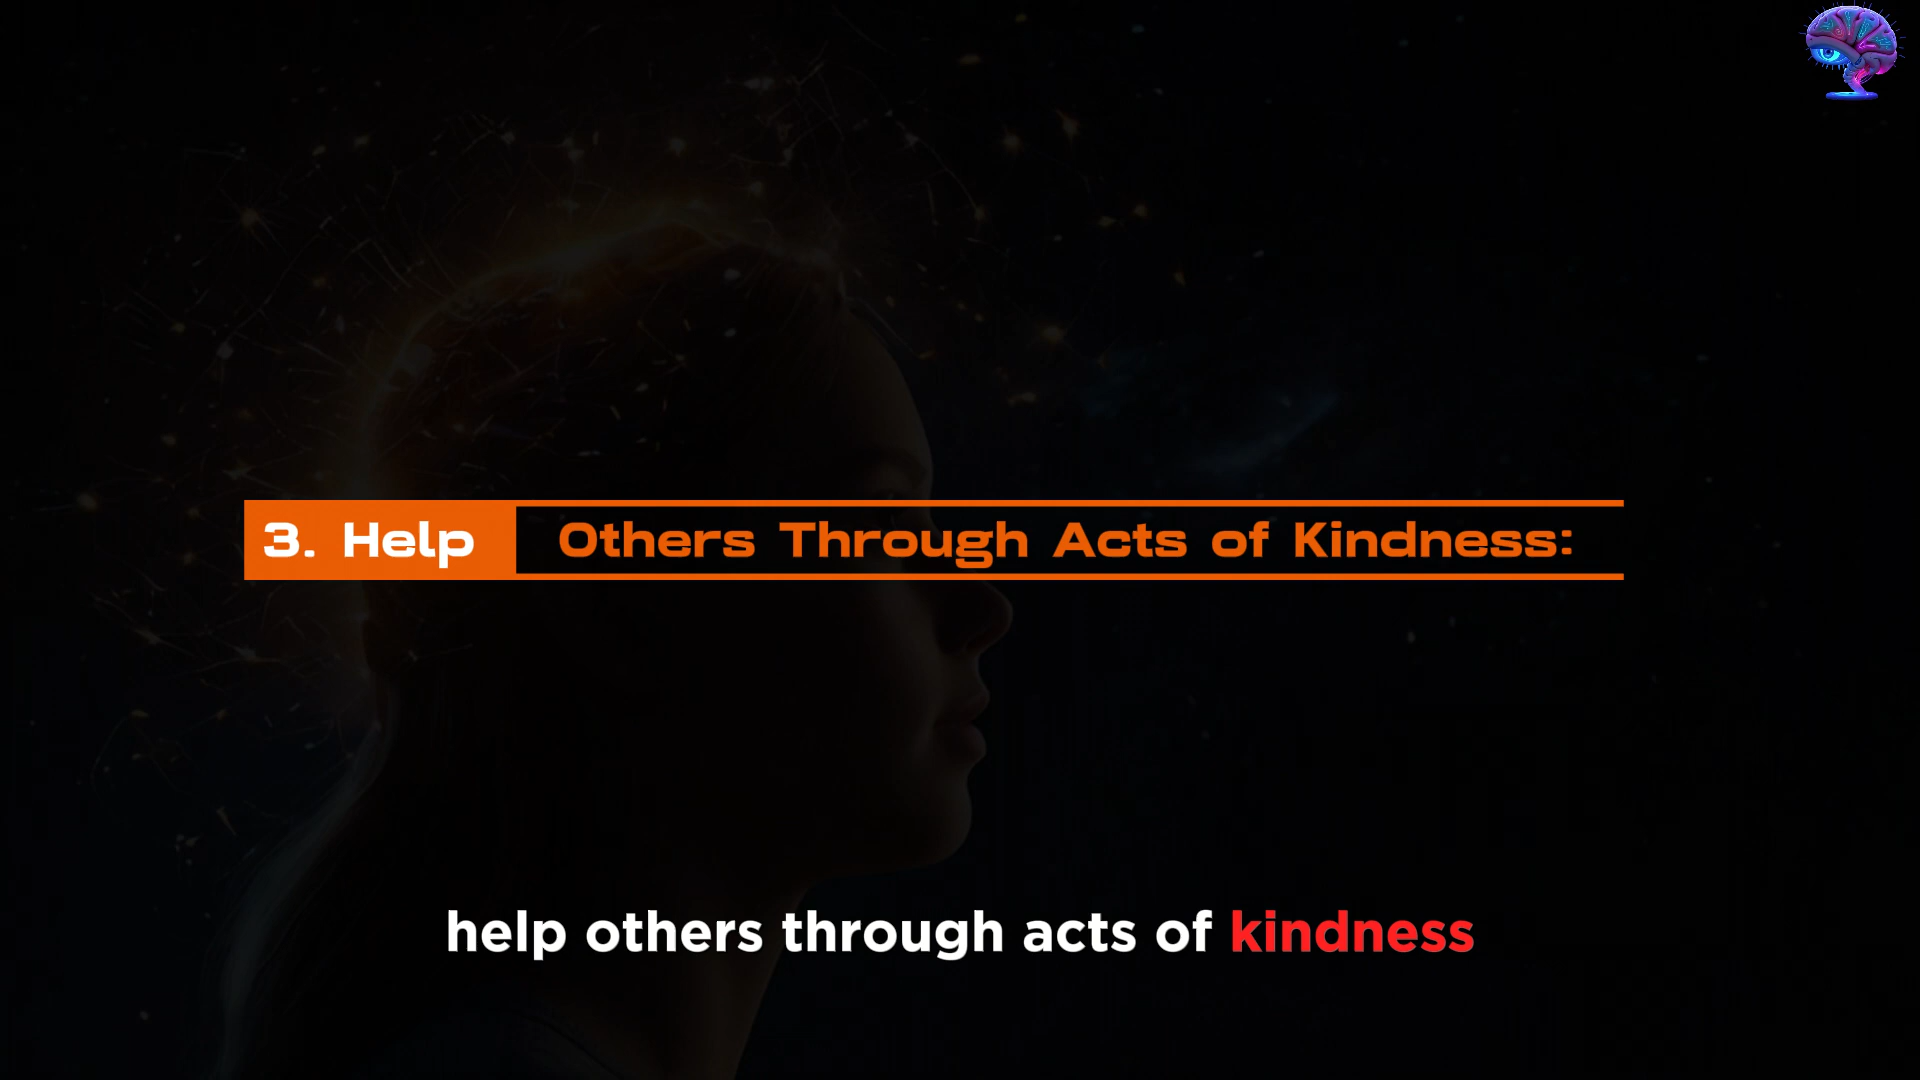 3. Help Others Through Acts of Kindness:
help others through acts of kindness